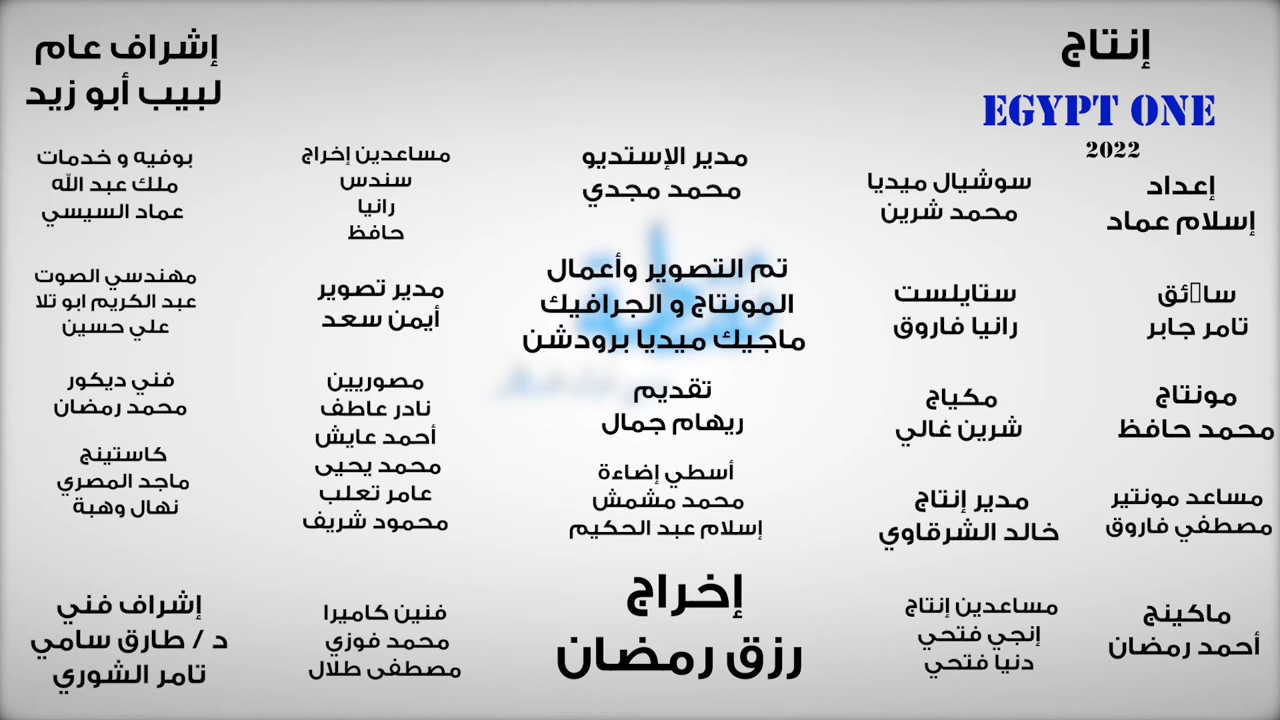 إنتاج
EGYPT ONE
2022
إعداد
إسلام عماد
تامر جابر
مونتاج
محمد حافظ
مساعد مونتير
مصطفي فاروق
ماكينج
أحمد رمضان
سوشيال ميديا
محمد شرين
ستايلست
رانيا فاروق
مكياج
شرين غالي
مدير إنتاج
خالد الشرقاوي
مساعدين إنتاج
إنجي فتحي
دنيا فتحي
مدير الإستديو
محمد مجدي
تم التصوير وأعمال
المونتاج و الجرافيك
ماجيك ميديا برودشن
تقديم
ريهام جمال
أسطي إضاءة
محمد مشمش
إسلام عبد الحكيم
إخراج
رزق رمضان
مساعدين إخراج
سندس
رانيا
حافظ
مدير تصوير
أيمن سعد
مصوريين
نادر عاطف
أحمد عايش
محمد يحيى
عامر تعلب
محمود شريف
فنين كاميرا
محمد فوزي
مصطفى طلال
إشراف عام
لبيب أبو زيد
بوفيه و خدمات
ملك عبد الله
عماد السيسي
مهندسي الصوت
عبد الكريم ابو تلا
علي حسين
فني ديكور
محمد رمضان
كاستينج
ماجد المصري
نهال وهبة
إشراف فني
د / طارق سامي
تامر الشوري